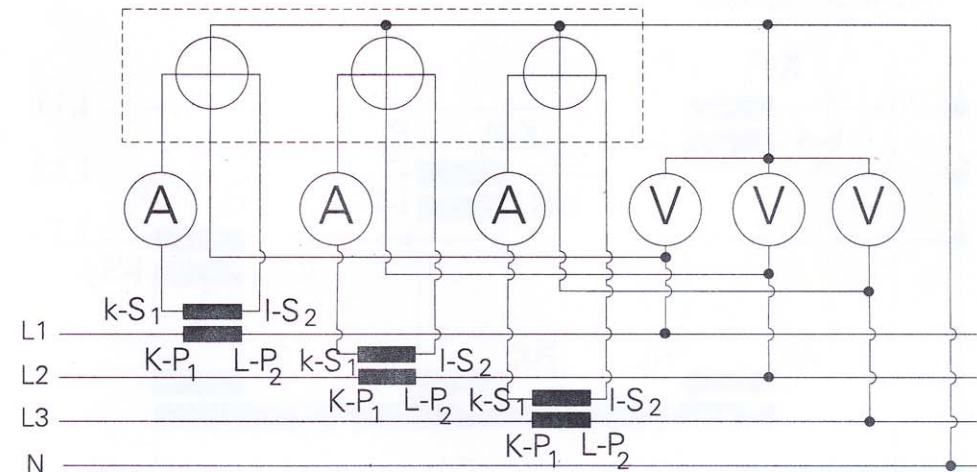 A A A V V V
k-S1 l-S2
L1
K-P1 L-P2 k-S1 l-S2
L2
K-P1 L-P2 k-S1 l-S2
L3
K-P1 L-P2
N